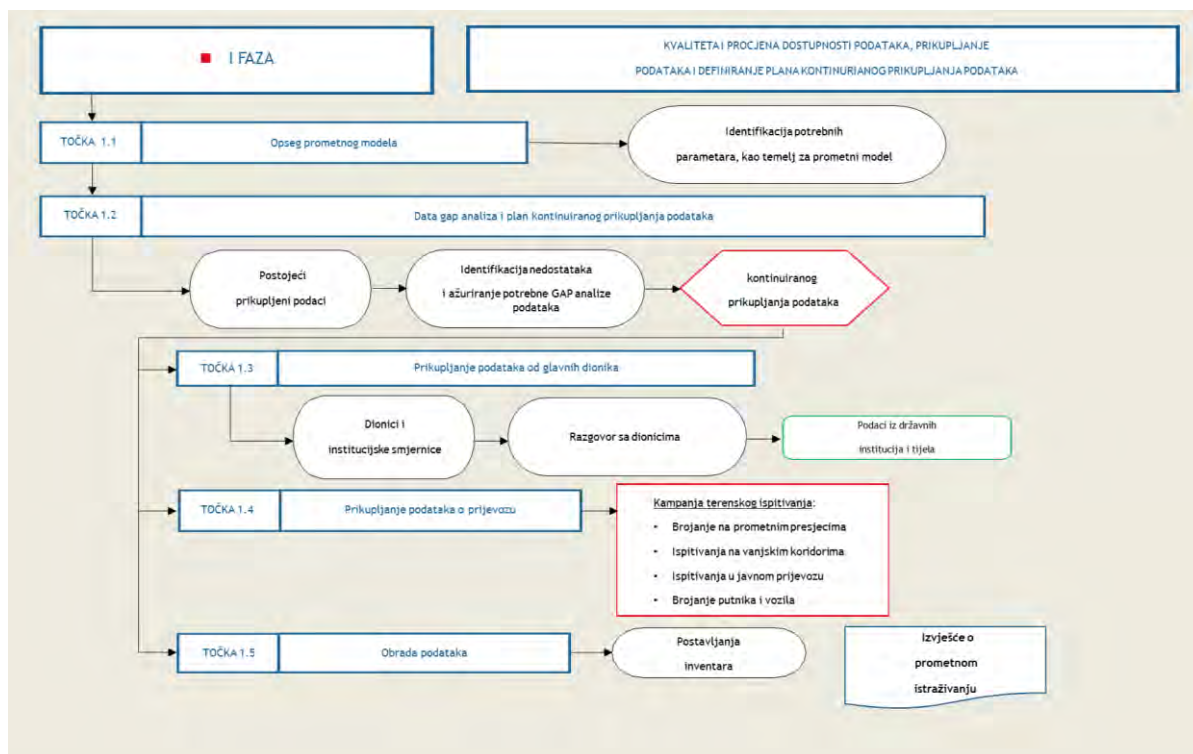 I FAZA
KVALITETA I PROCJENA DOSTUPNOSTI PODATAKA, PRIKUPLJANJE
PODATAKA I DEFINIRANJE PLANA KONTINURIANOG PRIKUPLJANJA PODATAKA
TOČKA 1.1
Opseg prometnog modela
Identifikacija potrebnih
parametara, kao temelj za prometni model
TOČKA 1.2
Data gap analiza i plan kontinuiranog prikupljanja podataka
Postojeći
prikupljeni podaci
Identifikacija nedostataka
i ažuriranje potrebne GAP analize
podataka
kontinuiranog
prikupljanja podataka
TOČKA 1.3
Prikupljanje podataka od glavnih dionika
Dionici i
institucijske smjernice
Razgovor sa dionicima
Podaci iz državnih
institucija i tijela
TOČKA 1.4
Prikupljanje podataka o prijevozu
Kampanja terenskog ispitivanja:
• Brojanje na prometnim presjecima
• Ispitivanja na vanjskim koridorima
• Ispitivanja u javnom prijevozu
• Brojanje putnika i vozila
TOČKA 1.5
Obrada podataka
Postavljanja
inventara
Izvješće o
prometnom
istraživanju